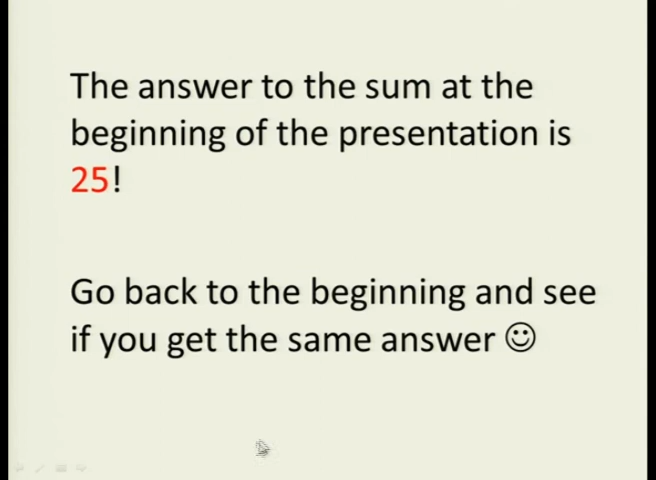 The answer to the sum at the
beginning of the presentation is
25!
Go back to the beginning and see
if you get the same answer ☺